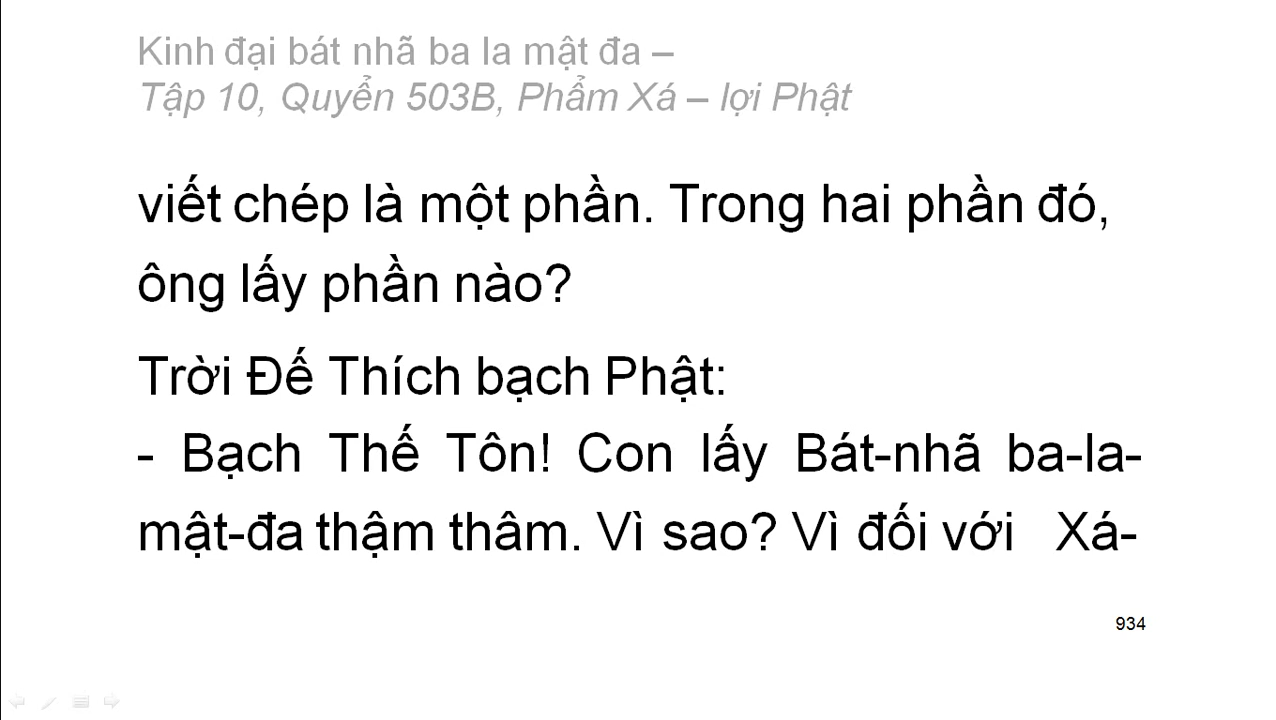 Kinh đại bát nhã ba la mật đa –
Tập 10, Quyển 503B, Phẩm Xá – lợi Phật
viết chép là một phần. Trong hai phần đó,
ông lấy phần nào?
Trời Đế Thích bạch Phật:
- Bạch Thế Tôn! Con lấy Bát-nhã ba-la-
mật-đa thậm thâm. Vì sao? Vì đối với Xá-
934